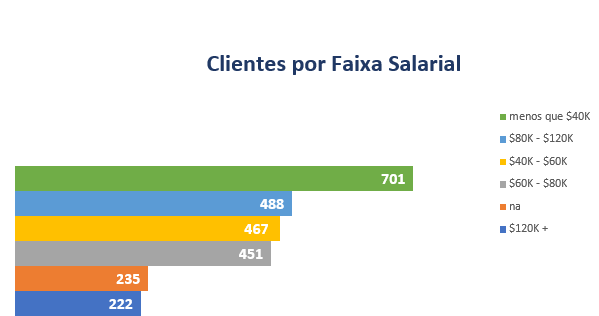 Clientes por Faixa Salarial
menos que $40K
$80K - $120K
$40K - $60K
$60K - $80K
na
$120K +
701
488
467
451
235
222